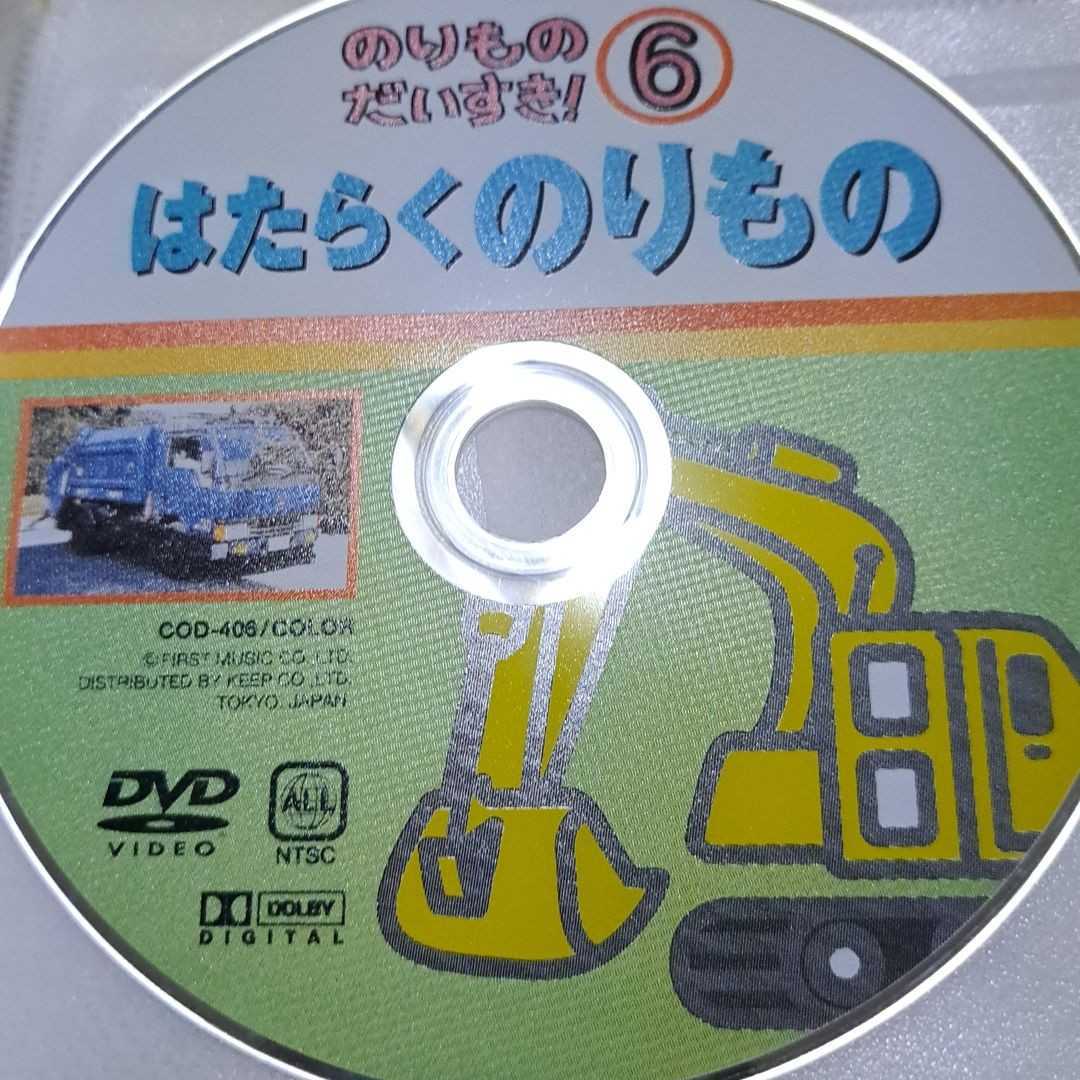 のりもの
だいすき! 6
はたらくのりもの
COD-406/COLOR
© FIRST MUSIC CO., LTD.
DISTRIBUTED BY KEEP CO.,LTD.
TOKYO, JAPAN
DVD
VIDEO
ALL
NTSC
DOLBY
DIGITAL